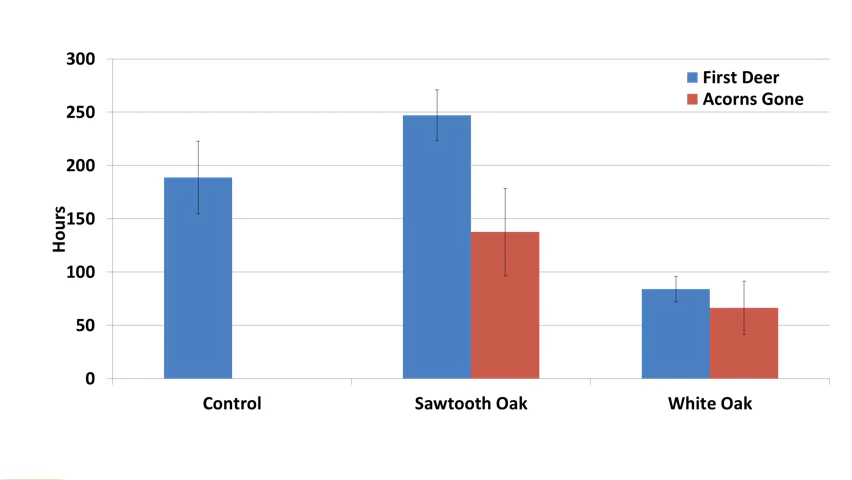 300
250
200
150
100
50
0
Hours
First Deer
Acorns Gone
Control
Sawtooth Oak
White Oak